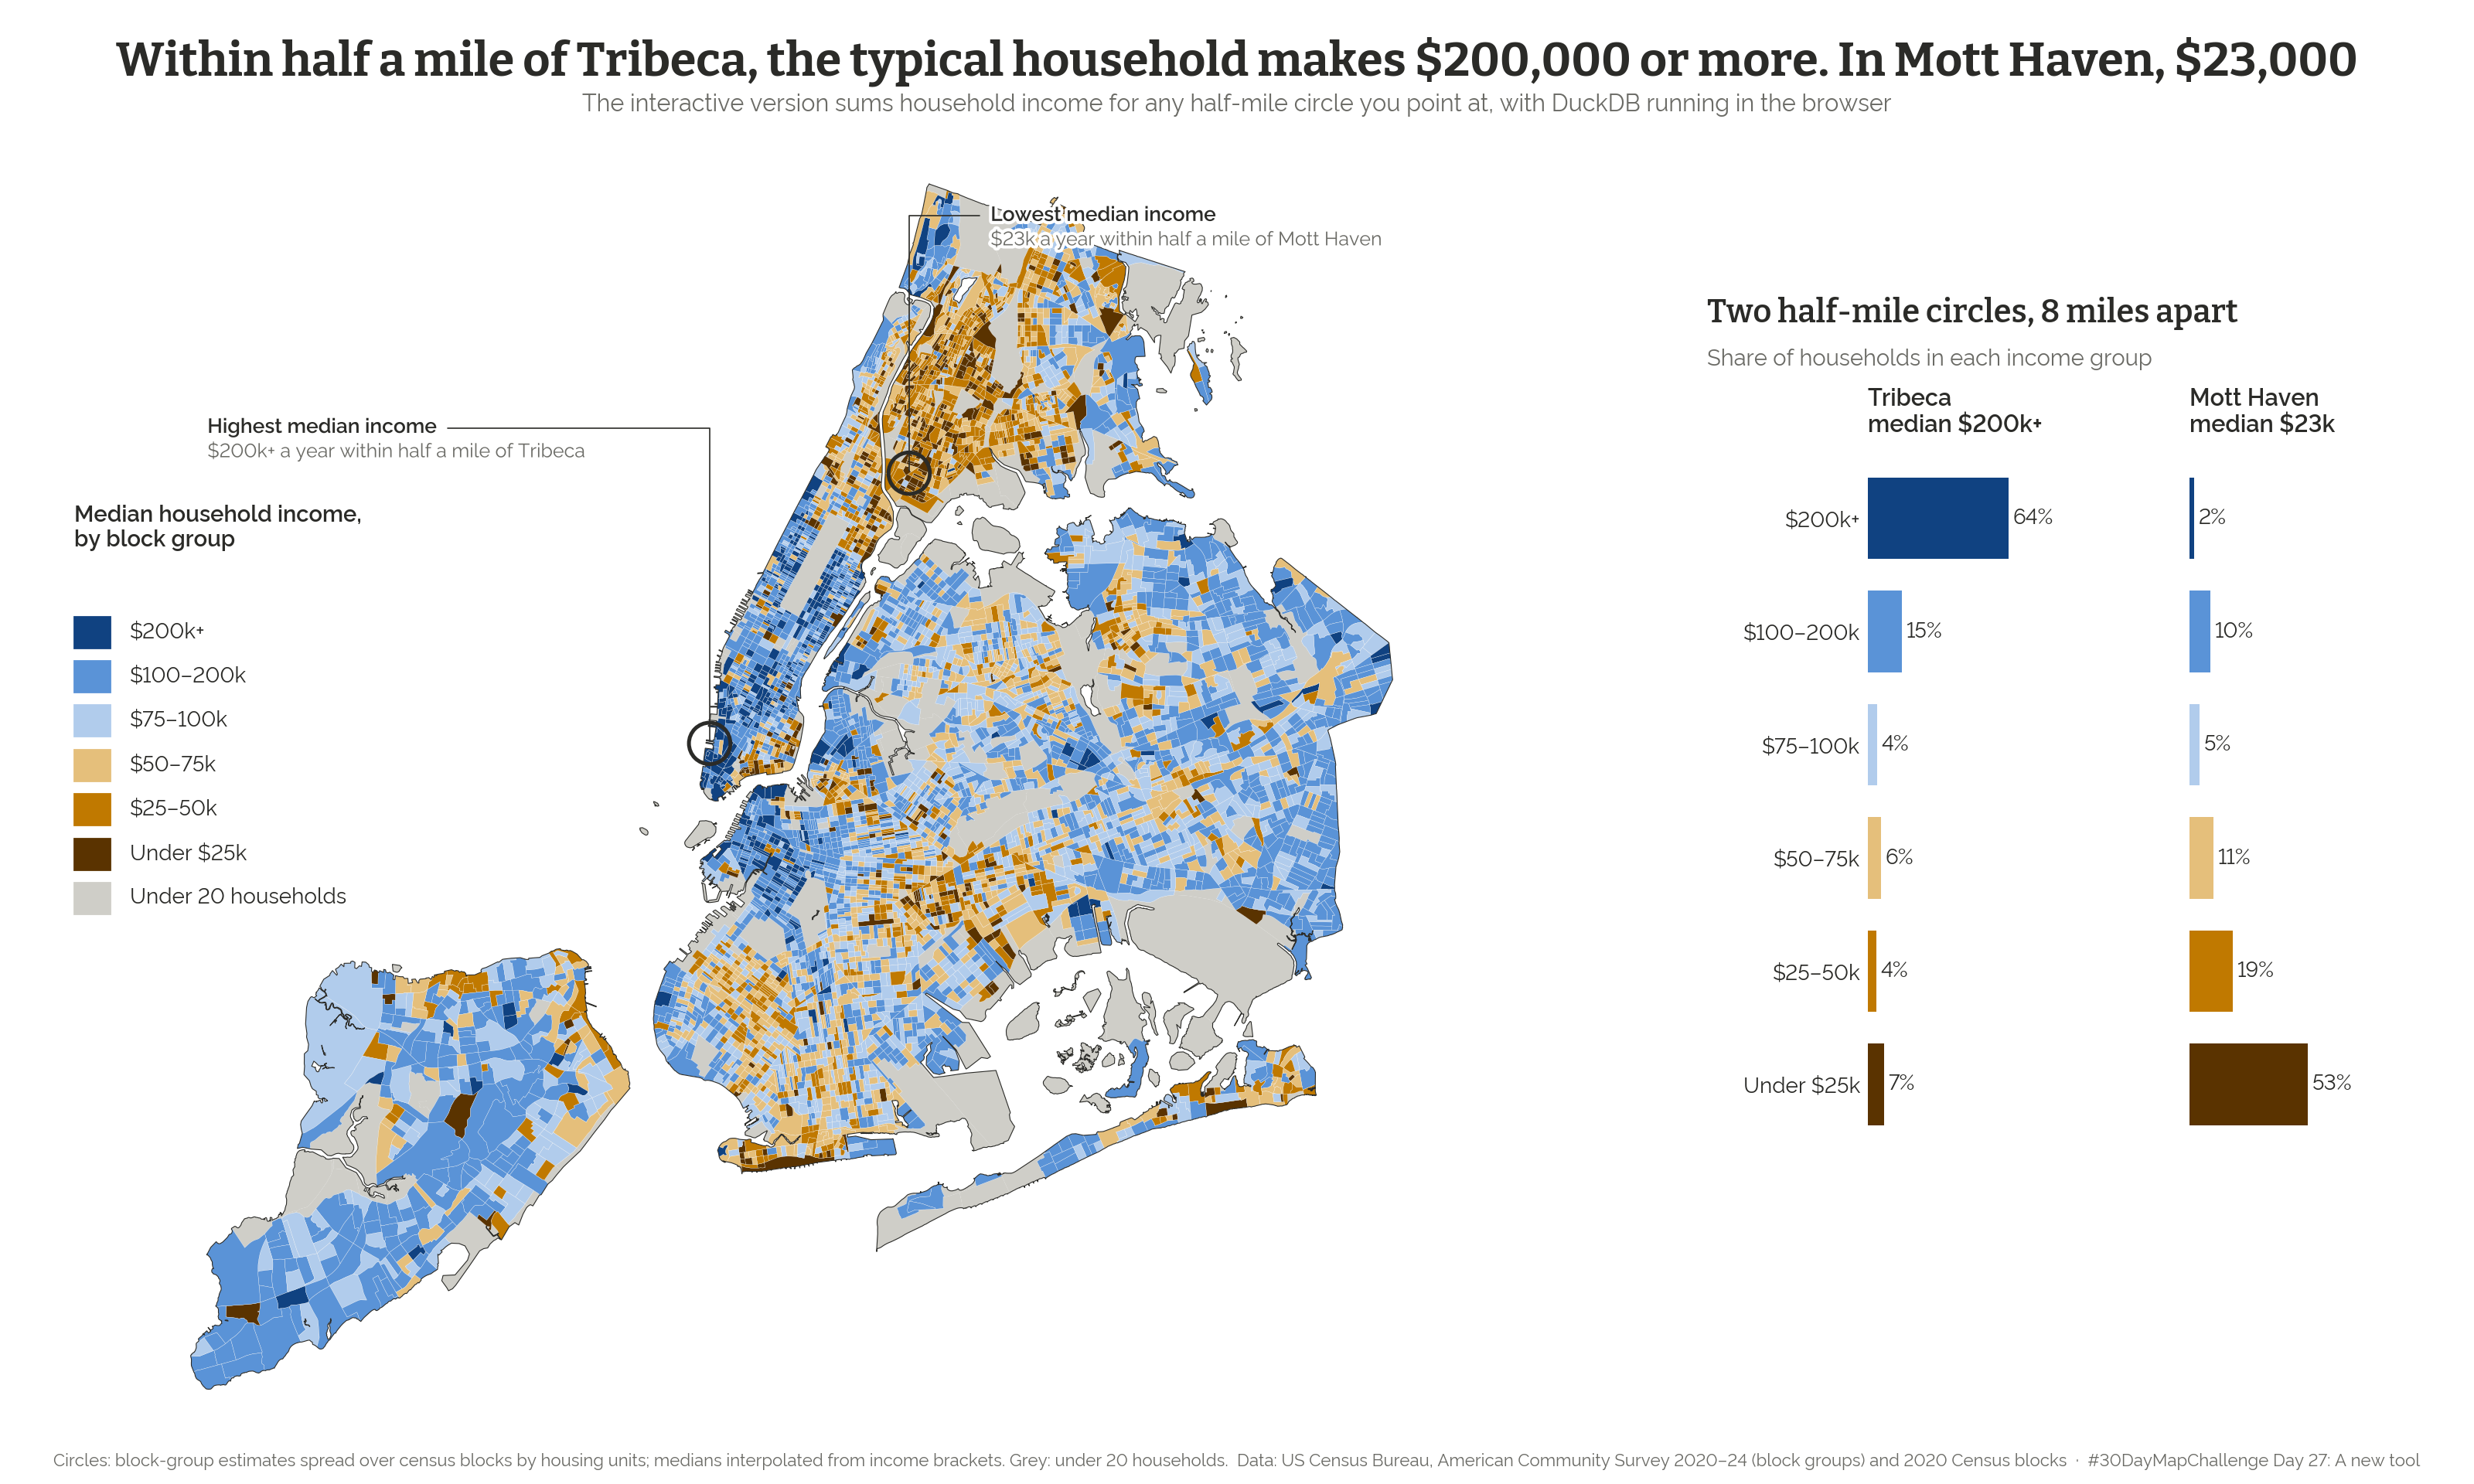 Within half a mile of Tribeca, the typical household makes $200,000 or more. In Mott Haven, $23,000
The interactive version sums household income for any half-mile circle you point at, with DuckDB running in the browser
Lowest median income
$23k a year within half a mile of Mott Haven
Highest median income
$200k+ a year within half a mile of Tribeca
Median household income,
by block group
$200k+
$100–200k
$75–100k
$50–75k
$25–50k
Under $25k
Under 20 households
Two half-mile circles, 8 miles apart
Share of households in each income group
Tribeca
median $200k+
Mott Haven
median $23k
$200k+ 64% 2%
$100–200k 15% 10%
$75–100k 4% 5%
$50–75k 6% 11%
$25–50k 4% 19%
Under $25k 7% 53%
Circles: block-group estimates spread over census blocks by housing units; medians interpolated from income brackets. Grey: under 20 households. Data: US Census Bureau, American Community Survey 2020–24 (block groups) and 2020 Census blocks · #30DayMapChallenge Day 27: A new tool